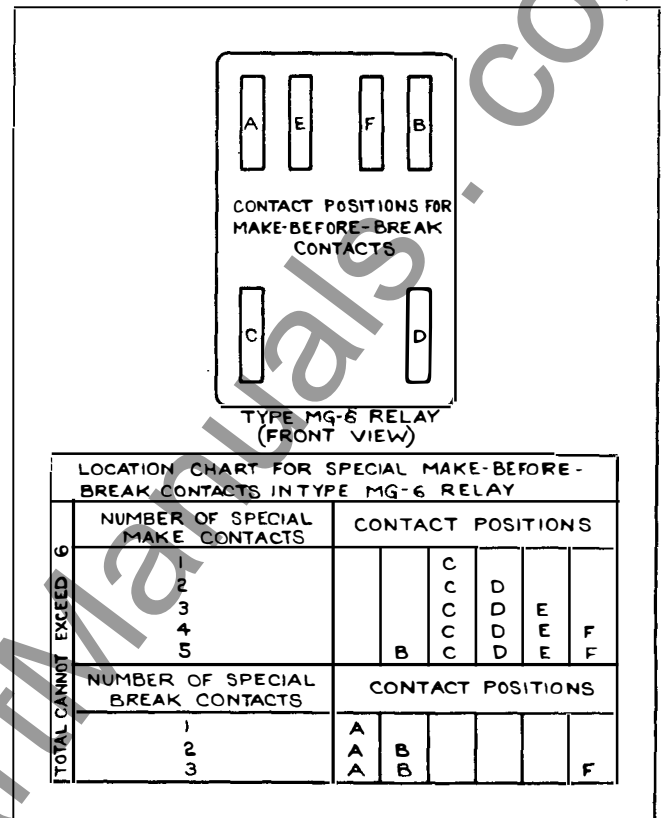 A E F B
CONTACT POSITIONS FOR
MAKE-BEFORE-BREAK
CONTACTS
C D
TYPE MG-6 RELAY
(FRONT VIEW)
LOCATION CHART FOR SPECIAL MAKE-BEFORE-
BREAK CONTACTS IN TYPE MG-6 RELAY
TOTAL CANNOT EXCEED 6
NUMBER OF SPECIAL
MAKE CONTACTS
CONTACT POSITIONS
1 C
2 C D
3 C D E
4 C D E F
5 B C D E F
NUMBER OF SPECIAL
BREAK CONTACTS
CONTACT POSITIONS
1 A
2 A B
3 A B F